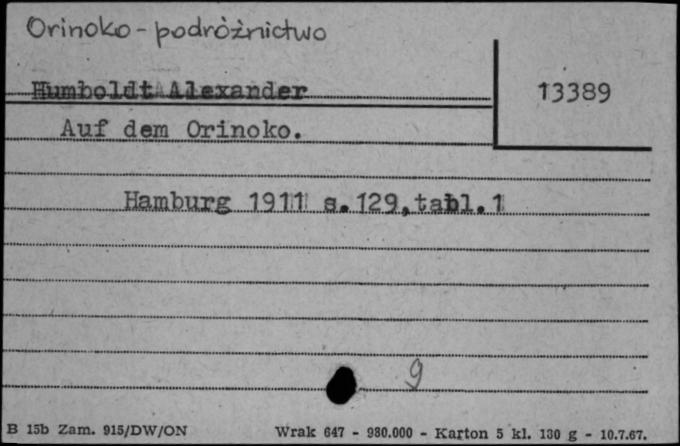 Orinoko - podróżnictwo
Humboldt Alexander
13389
Auf dem Orinoko.
Hamburg 1911 s.129,tabl.1
9
B 15b Zam. 915/DW/ON
Wrak 647 - 980.000 - Karton 5 kl. 130 g - 10.7.67.